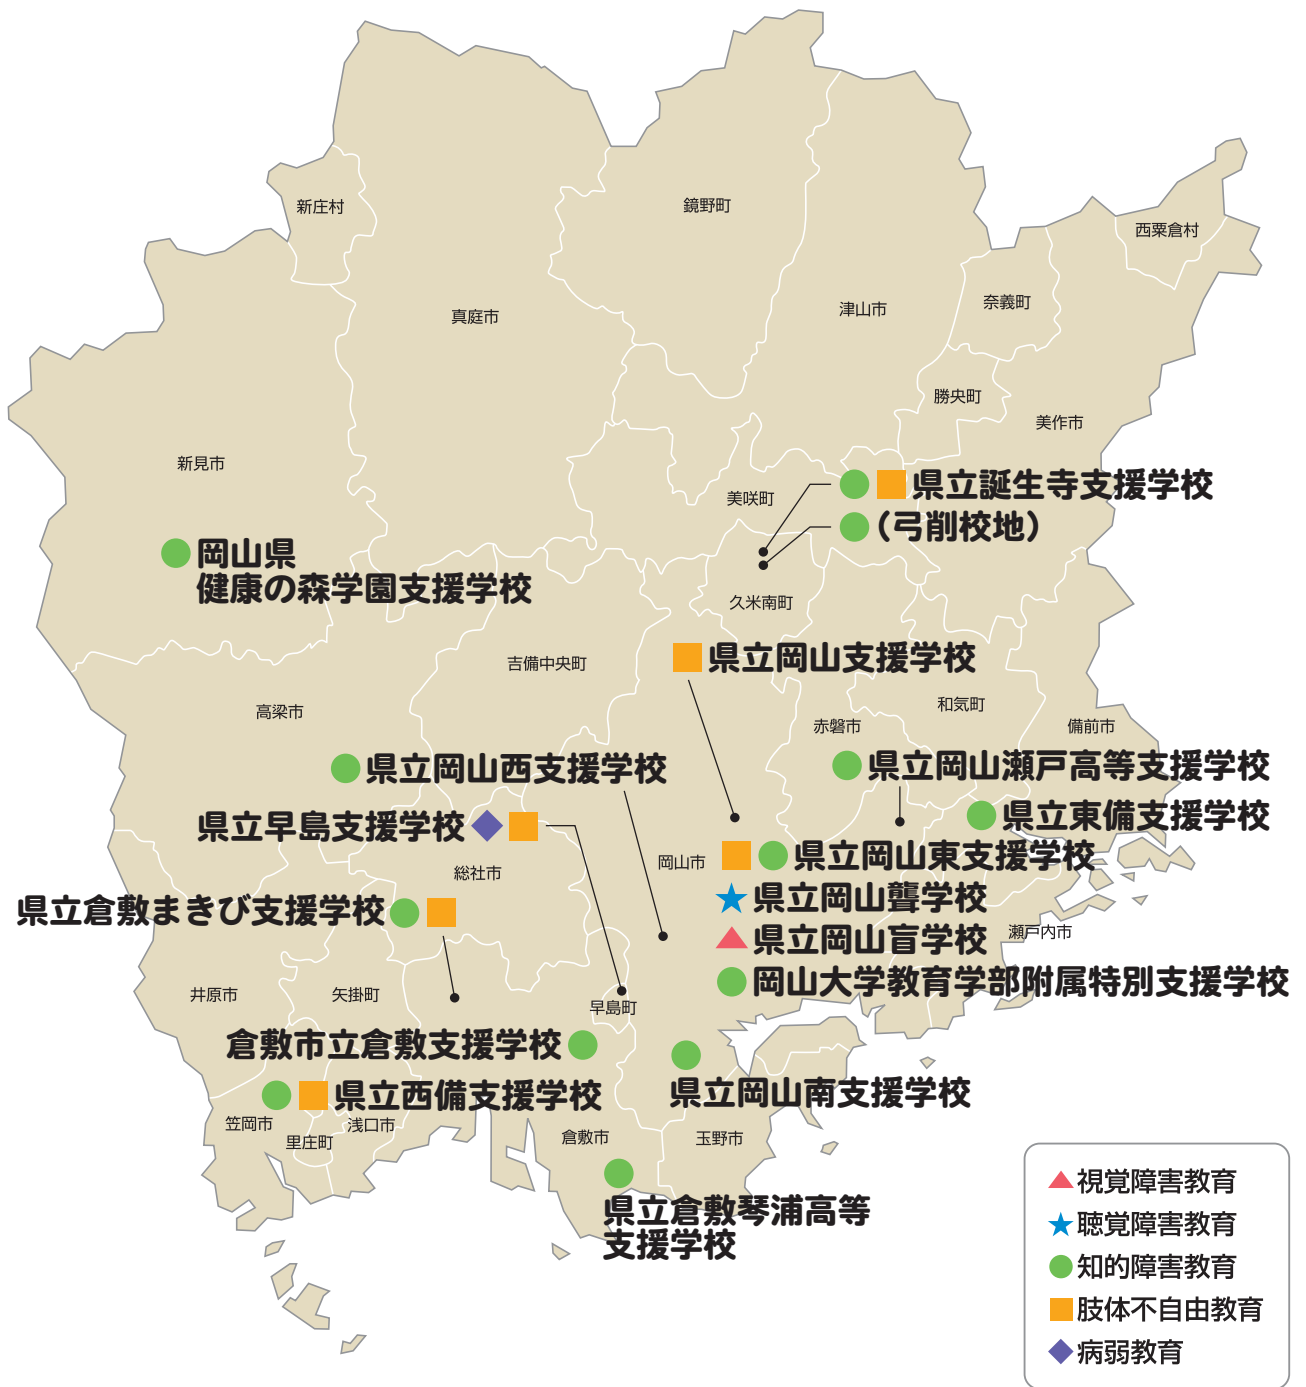 新庄村
鏡野町
西粟倉村
真庭市
津山市
奈義町
勝央町
美作市
新見市
美咲町
県立誕生寺支援学校
（弓削校地）
岡山県
健康の森学園支援学校
久米南町
吉備中央町
県立岡山支援学校
高梁市
和気町
赤磐市
備前市
県立岡山西支援学校
県立岡山瀬戸高等支援学校
県立早島支援学校
県立東備支援学校
岡山市
県立岡山東支援学校
総社市
県立岡山聾学校
県立倉敷まきび支援学校
瀬戸内市
県立岡山盲学校
岡山大学教育学部附属特別支援学校
井原市
矢掛町
早島町
倉敷市立倉敷支援学校
県立岡山南支援学校
県立西備支援学校
笠岡市
浅口市
里庄町
倉敷市
玉野市
県立倉敷琴浦高等
支援学校
視覚障害教育
聴覚障害教育
知的障害教育
肢体不自由教育
病弱教育